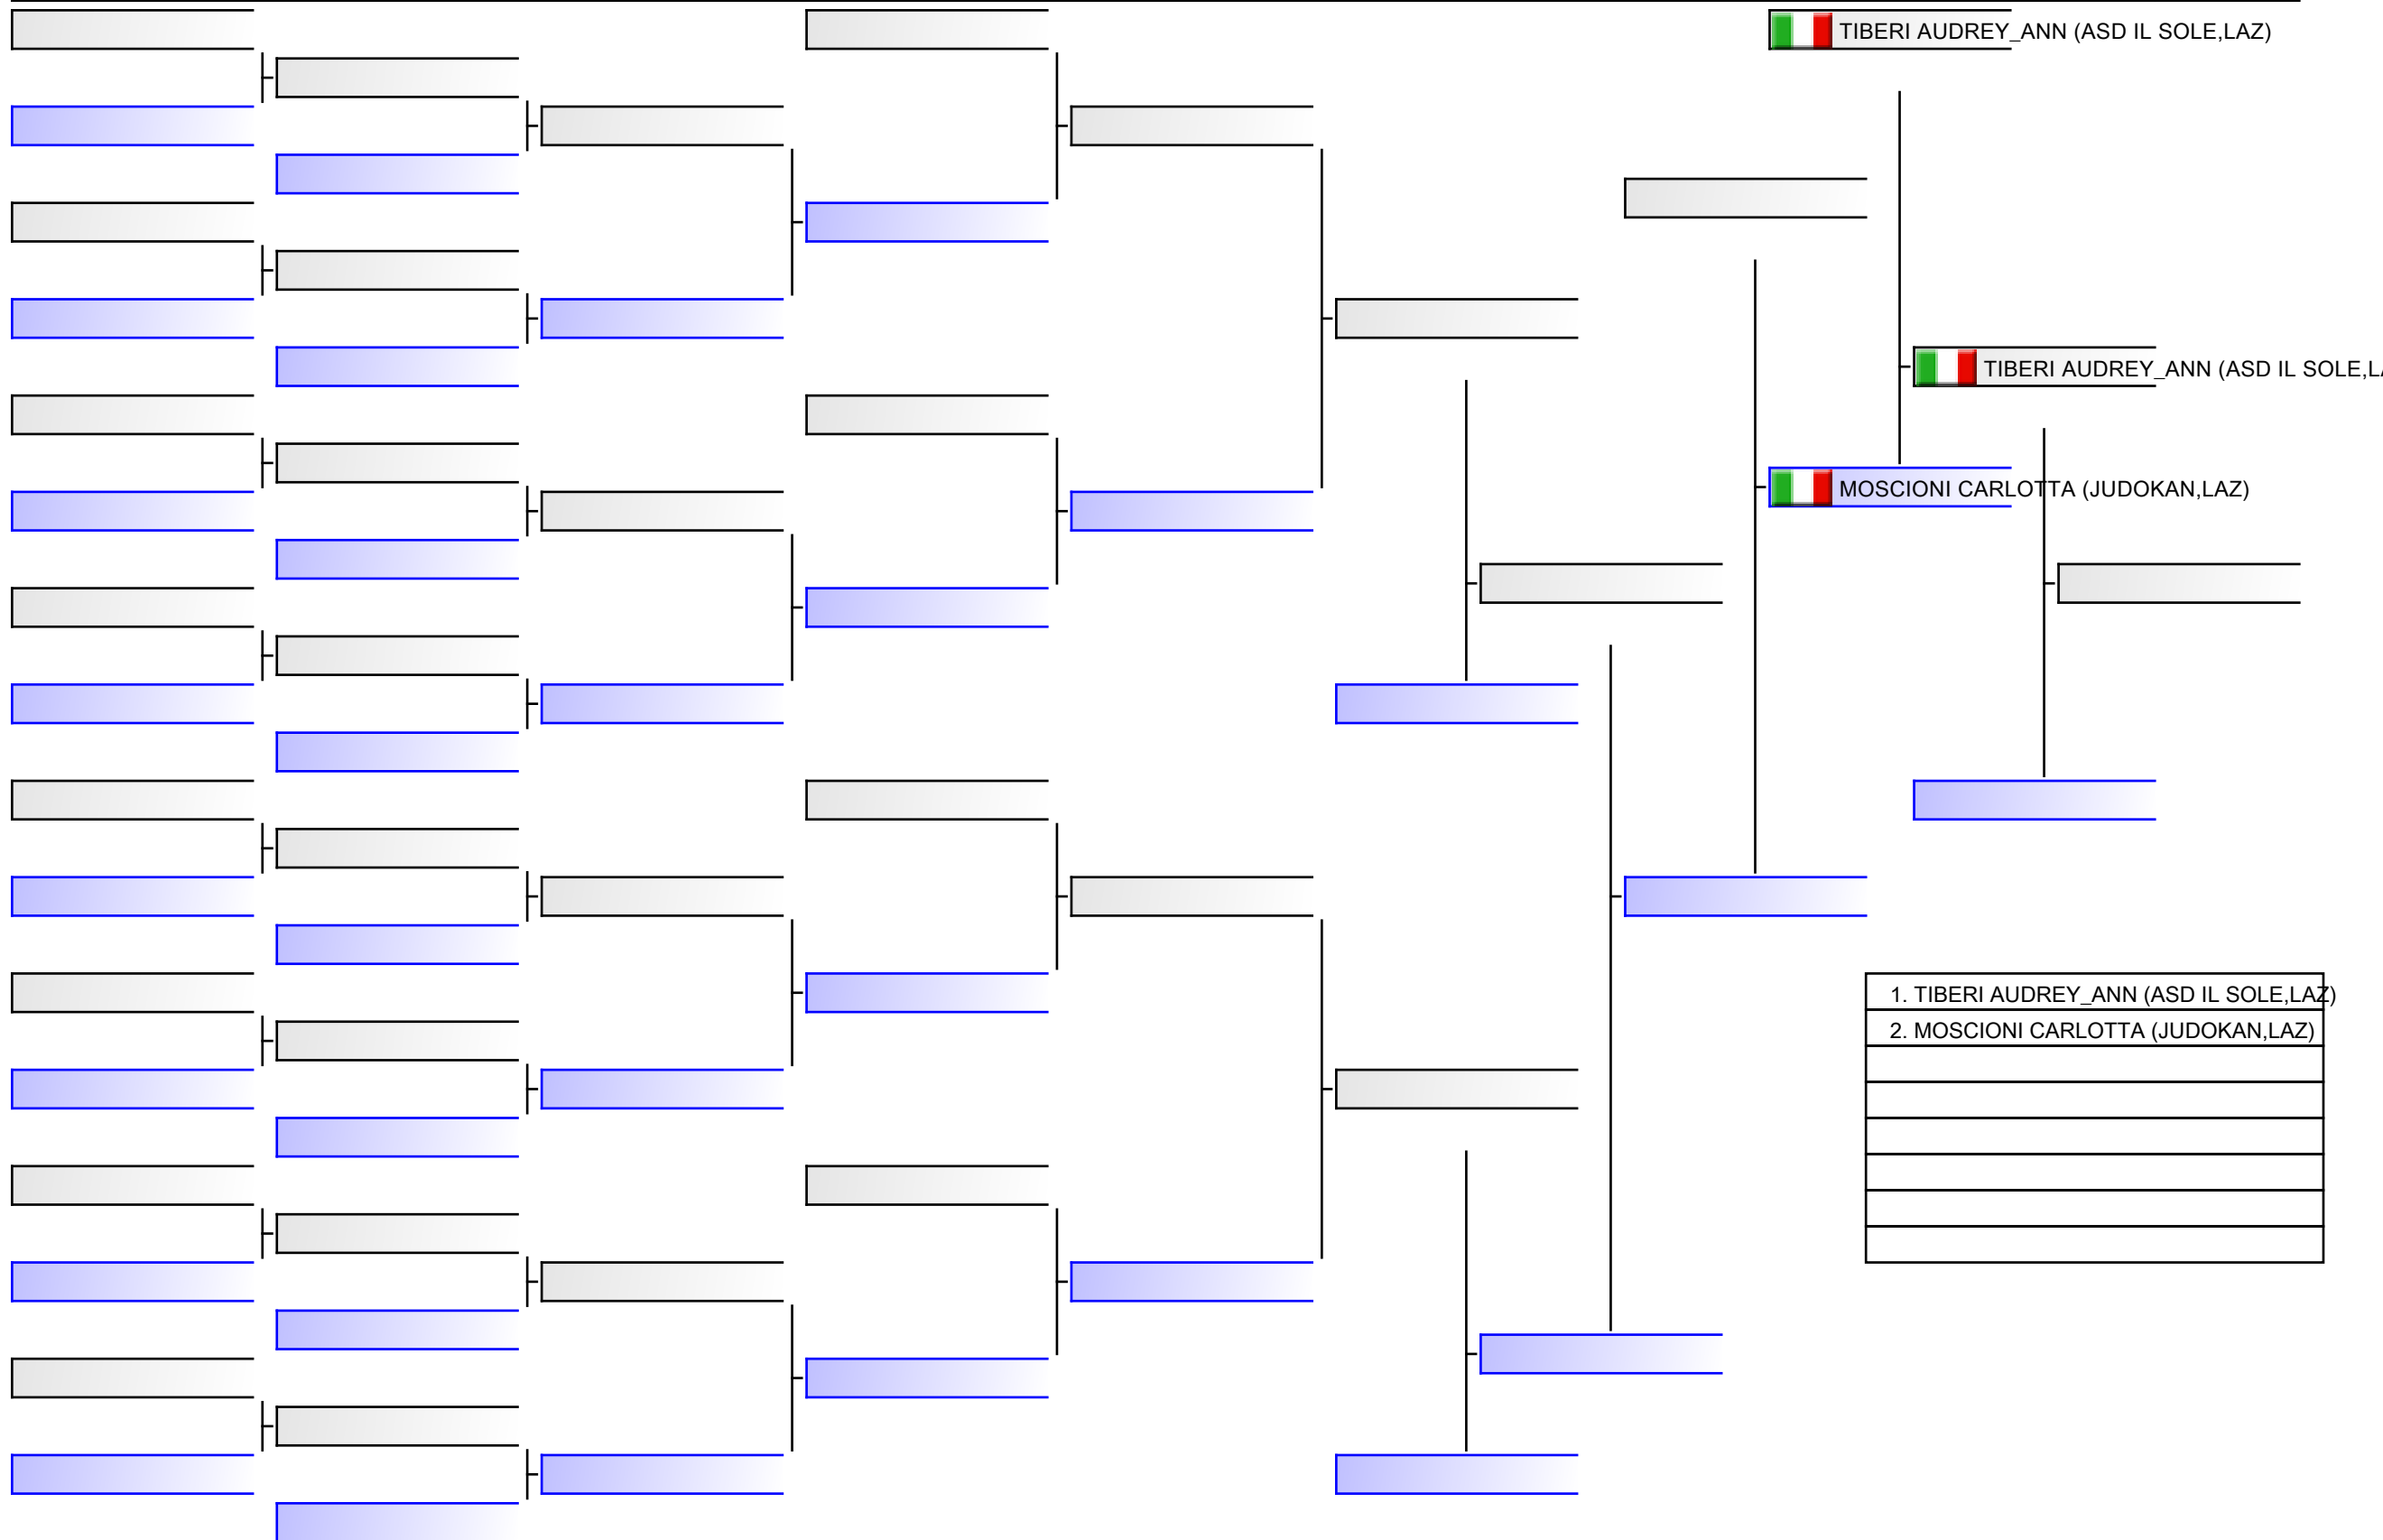 TIBERI AUDREY_ANN (ASD IL SOLE,LAZ)
TIBERI AUDREY_ANN (ASD IL SOLE,LA
MOSCIONI CARLOTTA (JUDOKAN,LAZ)
1. TIBERI AUDREY_ANN (ASD IL SOLE,LAZ)
2. MOSCIONI CARLOTTA (JUDOKAN,LAZ)